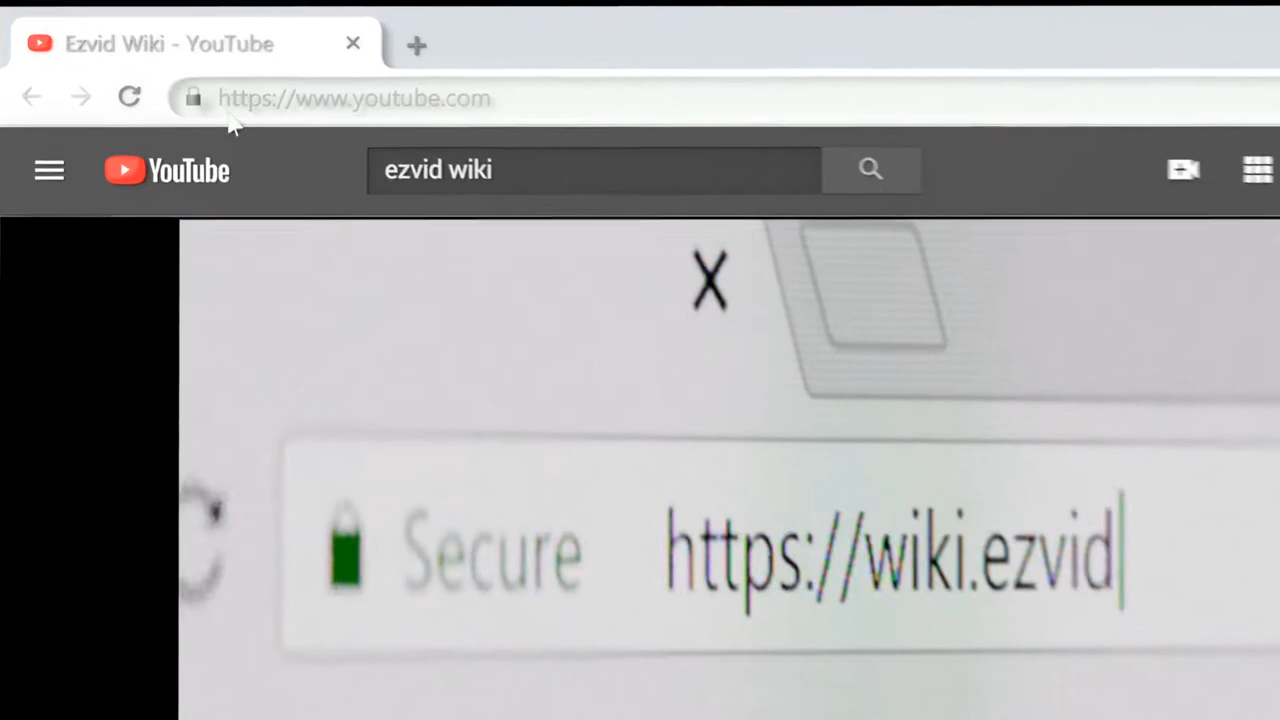 Ezvid Wiki - YouTube
https://www.youtube.com
YouTube
ezvid wiki
X
Secure https://wiki.ezvid